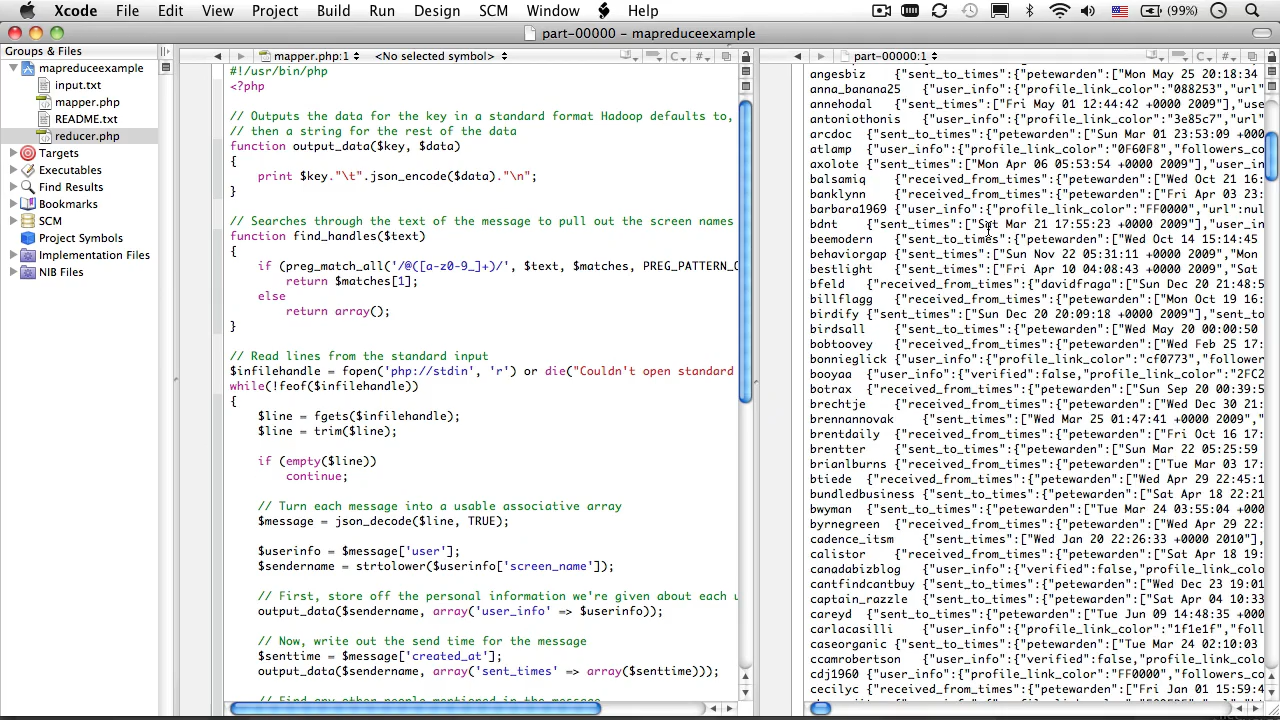 Xcode File Edit View Project Build Run Design SCM Window Help (99%)
part-00000 - mapreduceexample
Groups & Files
mapreduceexample
input.txt
mapper.php
README.txt
reducer.php
Targets
Executables
Find Results
Bookmarks
SCM
Project Symbols
Implementation Files
NIB Files
mapper.php:1 <No selected symbol>
#!/usr/bin/php
<?php
// Outputs the data for the key in a standard format Hadoop defaults to,
// then a string for the rest of the data
function output_data($key, $data)
{
print $key."\t".json_encode($data)."\n";
}
// Searches through the text of the message to pull out the screen names
function find_handles($text)
{
if (preg_match_all('/@([a-z0-9_]+)/', $text, $matches, PREG_PATTERN_O
return $matches[1];
else
return array();
}
// Read lines from the standard input
$infilehandle = fopen('php://stdin', 'r') or die("Couldn't open standard
while(!feof($infilehandle))
{
$line = fgets($infilehandle);
$line = trim($line);
if (empty($line))
continue;
// Turn each message into a usable associative array
$message = json_decode($line, TRUE);
$userinfo = $message['user'];
$sendername = strtolower($userinfo['screen_name']);
// First, store off the personal information we're given about each u
output_data($sendername, array('user_info' => $userinfo));
// Now, write out the send time for the message
$senttime = $message['created_at'];
output_data($sendername, array('sent_times' => array($senttime)));
part-00000:1
angesbiz {"sent_to_times":{"petewarden":["Mon May 25 20:18:34
anna_banana25 {"user_info":{"profile_link_color":"088253","url"
annehodal {"sent_times":["Fri May 01 12:44:42 +0000 2009"],"use
antoniothonis {"user_info":{"profile_link_color":"3e85c7","url"
arcdoc {"sent_to_times":{"petewarden":["Sun Mar 01 23:53:09 +000
atlamp {"user_info":{"profile_link_color":"0F60F8","followers_co
axolote {"sent_times":["Mon Apr 06 05:53:54 +0000 2009"],"user_in
balsamiq {"received_from_times":{"petewarden":["Wed Oct 21 16:
banklynn {"received_from_times":{"petewarden":["Fri Apr 03 23:
barbara1969 {"user_info":{"profile_link_color":"FF0000","url":nul
bdnt {"sent_times":["Sat Mar 21 17:55:23 +0000 2009"],"user_info"
beemodern {"sent_to_times":{"petewarden":["Wed Oct 14 15:14:45
behaviorgap {"sent_times":["Sun Nov 22 05:31:11 +0000 2009","Mon
bestlight {"sent_times":["Fri Apr 10 04:08:43 +0000 2009","Sat
bfeld {"received_from_times":{"davidfraga":["Sun Dec 20 21:48:5
billflagg {"received_from_times":{"petewarden":["Mon Oct 19 16:
birdify {"sent_times":["Sun Dec 20 20:09:18 +0000 2009"],"sent_to
birdsall {"sent_to_times":{"petewarden":["Wed May 20 00:00:50
bobtoovey {"received_from_times":{"petewarden":["Wed Feb 25 17:
bonnieglick {"user_info":{"profile_link_color":"cf0773","follower
booyaa {"user_info":{"verified":false,"profile_link_color":"2FC2
botrax {"received_from_times":{"petewarden":["Sun Sep 20 00:39:5
brechtje {"received_from_times":{"petewarden":["Wed Dec 30 21:
brennannovak {"sent_times":["Wed Mar 25 01:47:41 +0000 2009","
brentdaily {"received_from_times":{"petewarden":["Fri Oct 16 17:
brentter {"received_from_times":{"petewarden":["Sun Mar 22 05:25:59
brianlburns {"received_from_times":{"petewarden":["Tue Mar 03 17:
btiede {"received_from_times":{"petewarden":["Wed Apr 29 22:45:1
bundledbusiness {"sent_to_times":{"petewarden":["Sat Apr 18 22:21
bwyman {"received_from_times":{"petewarden":["Tue Mar 24 03:55:04 +000
byrnegreen {"received_from_times":{"petewarden":["Wed Apr 29 22:
cadence_itsm {"sent_times":["Wed Jan 20 22:26:33 +0000 2010"],
calistor {"received_from_times":{"petewarden":["Sat Apr 18 19:
canadabizblog {"user_info":{"verified":false,"profile_link_colo
cantfindcantbuy {"sent_times":{"petewarden":["Wed Dec 23 19:01
captain_razzle {"sent_to_times":{"petewarden":["Sat Apr 04 10:33
careyd {"sent_to_times":{"petewarden":["Tue Jun 09 14:48:35 +000
carlacasilli {"user_info":{"profile_link_color":"1f1e1f","foll
caseorganic {"sent_to_times":{"petewarden":["Tue Mar 24 02:10:03
ccamrobertson {"user_info":{"verified":false,"profile_link_colo
cdj1960 {"user_info":{"profile_link_color":"FF0000","followers_c
cecilyc {"received_from_times":{"petewarden":["Fri Jan 01 15:59:4